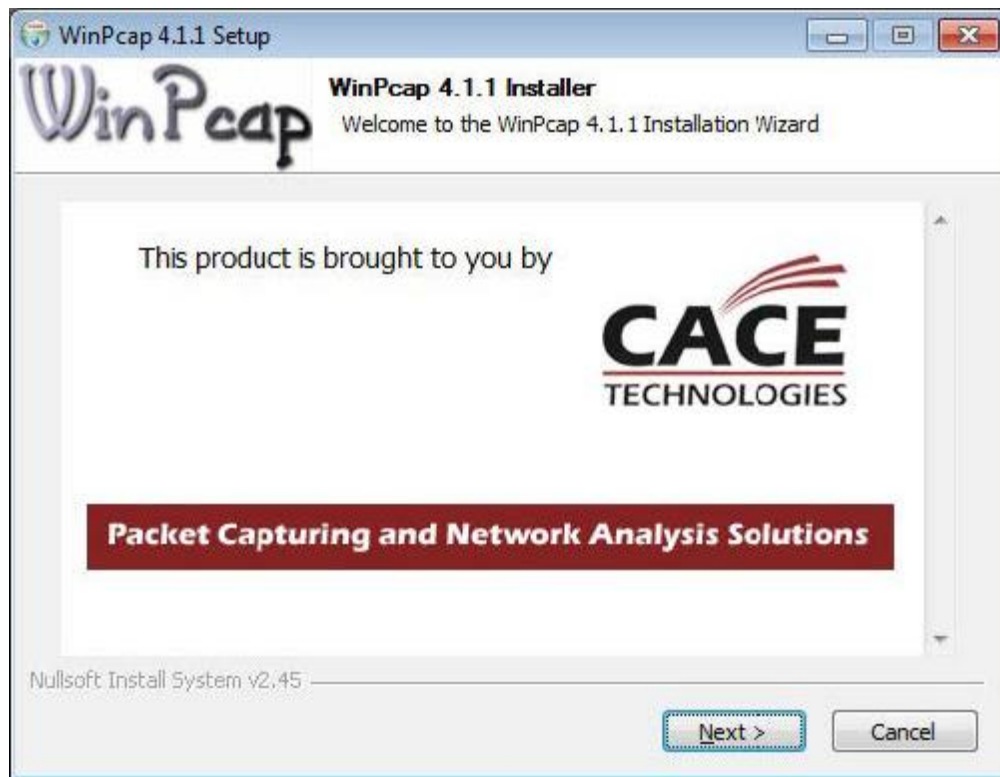 WinPcap 4.1.1 Setup
WinPcap
WinPcap 4.1.1 Installer
Welcome to the WinPcap 4.1.1 Installation Wizard
This product is brought to you by
CACE
TECHNOLOGIES
Packet Capturing and Network Analysis Solutions
Nullsoft Install System v2.45
Next >
Cancel